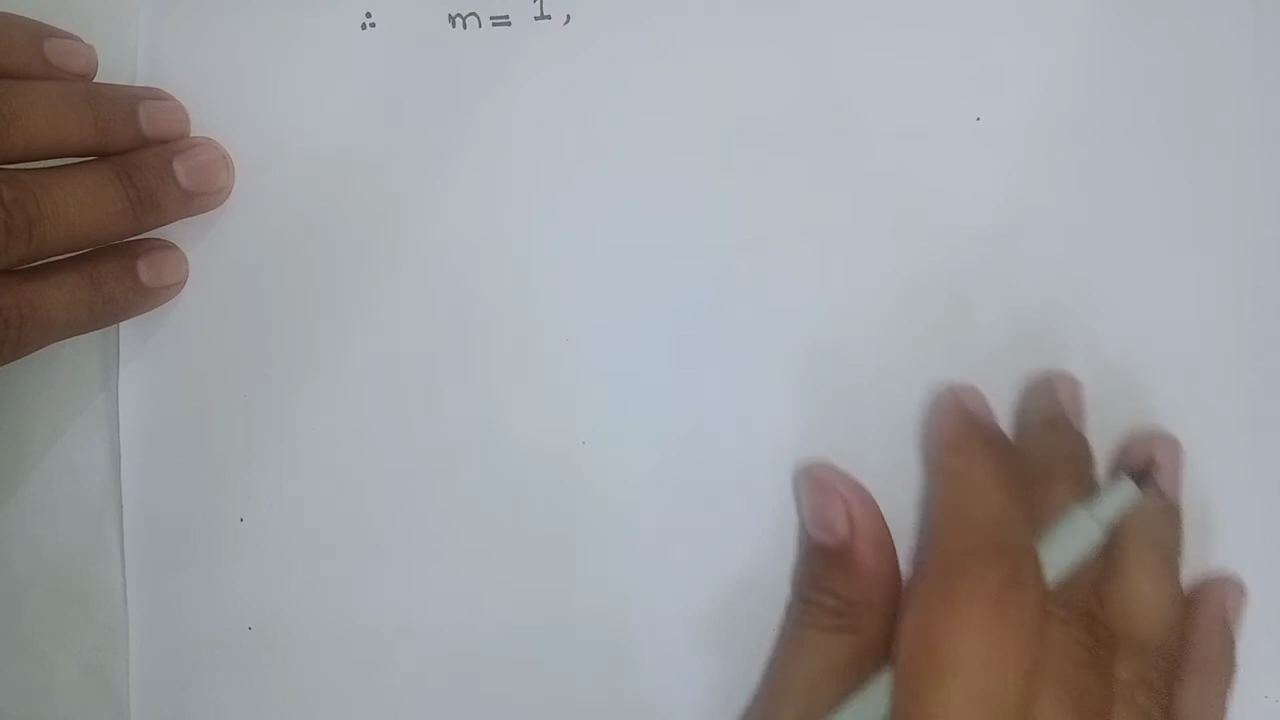 ∴ m = 1,